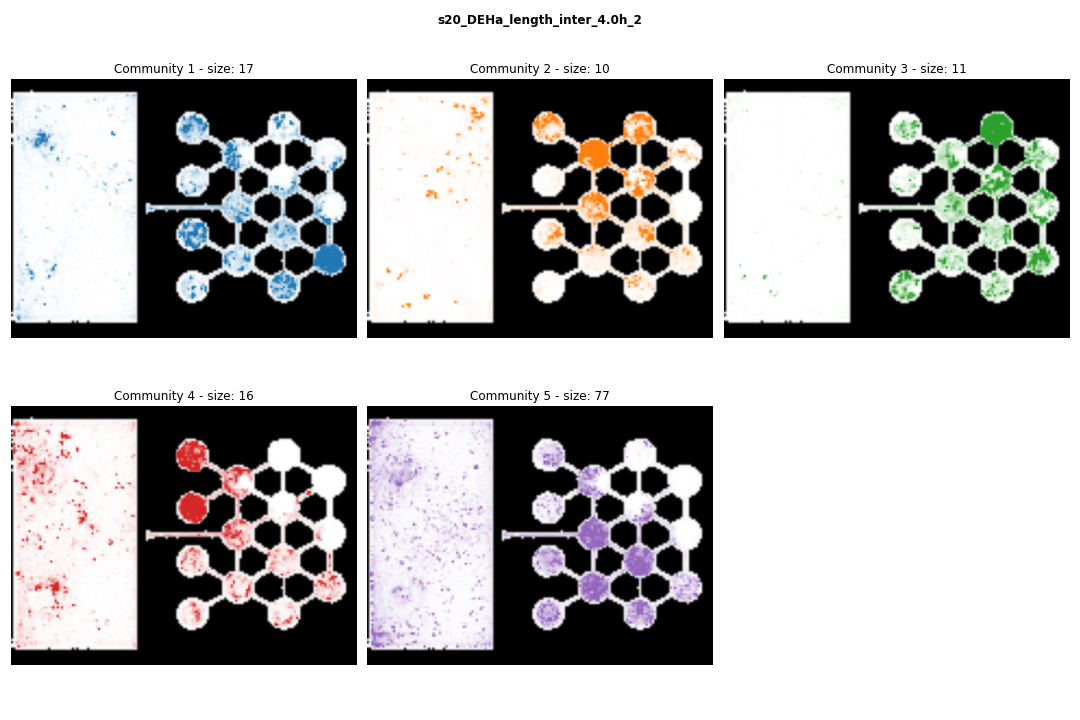 s20_DEHa_length_inter_4.0h_2
Community 1 - size: 17
Community 2 - size: 10
Community 3 - size: 11
Community 4 - size: 16
Community 5 - size: 77